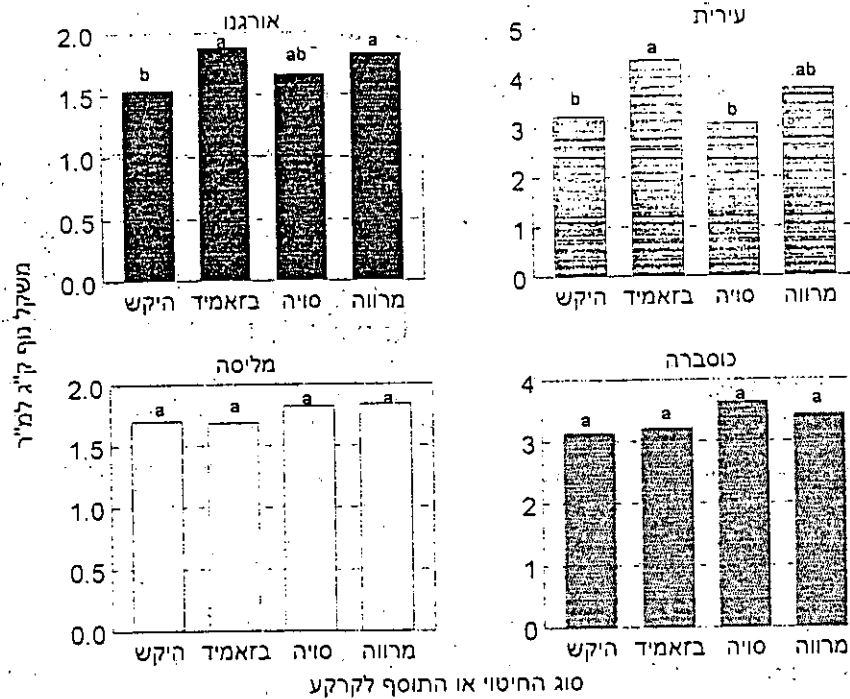 אורגנו
2.0
1.5
1.0
0.5
0.0
b
a
ab
a
היקש
בזאמיד
סויה
מרווה
עירית
5
4
3
2
1
0
b
a
b
ab
היקש
בזאמיד
סויה
מרווה
משקל נוף ק"ג למ"ר
מליסה
2.0
1.5
1.0
0.5
0.0
a
a
a
a
היקש
בזאמיד
סויה
מרווה
כוסברה
4
3
2
1
0
a
a
a
a
היקש
בזאמיד
סויה
מרווה
סוג החיטוי או התוסף לקרקע